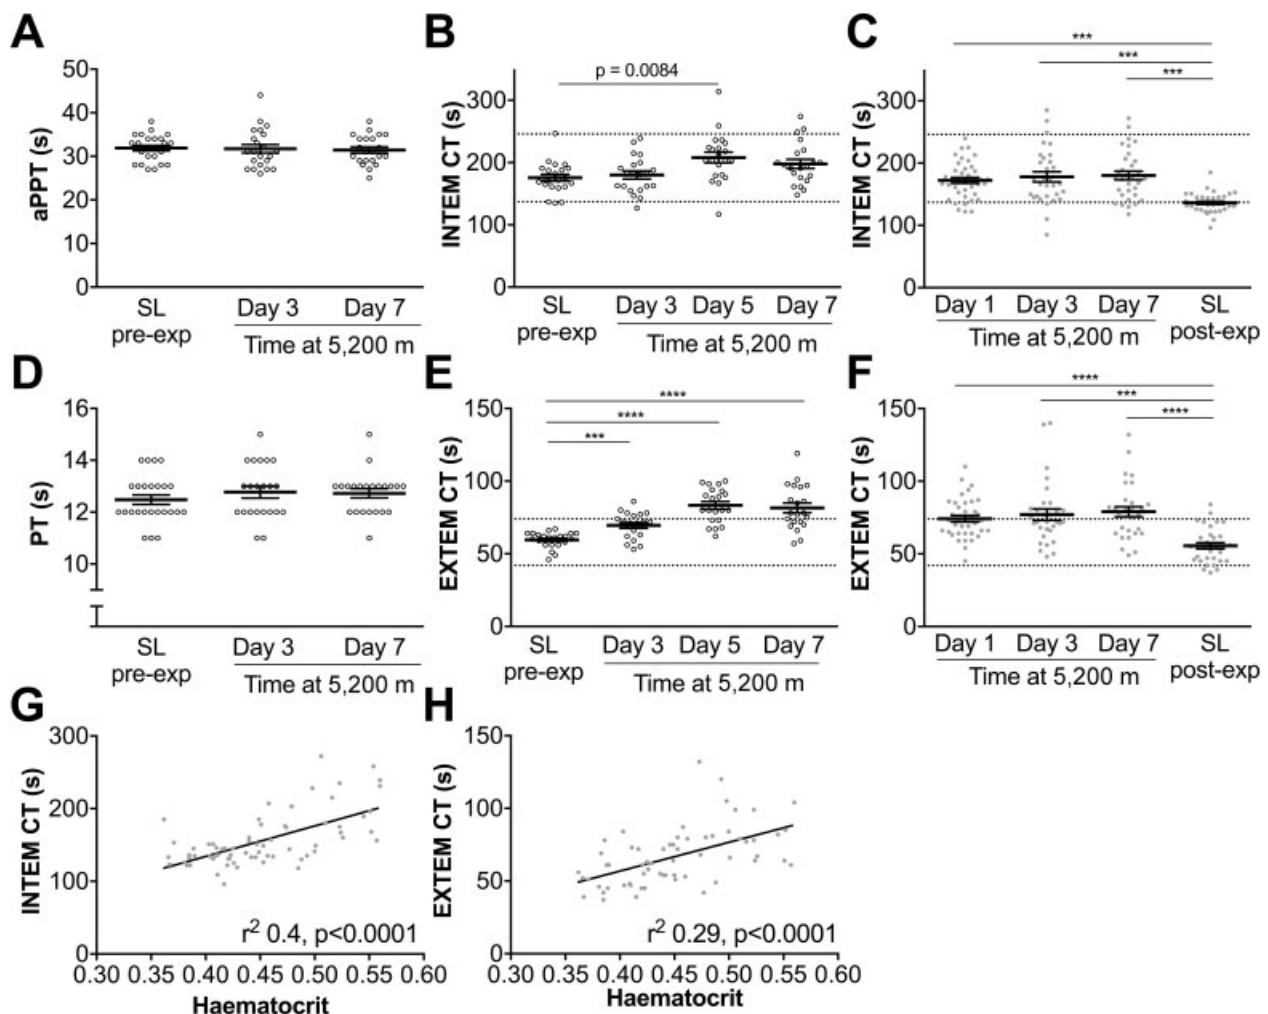 A
aPPT (s)
50
40
30
20
10
0
SL
pre-exp
Day 3
Day 7
Time at 5,200 m
B
INTEM CT (s)
300
200
100
0
p = 0.0084
SL
pre-exp
Day 3
Day 5
Day 7
Time at 5,200 m
C
INTEM CT (s)
300
200
100
0
***
***
***
Day 1
Day 3
Day 7
SL
post-exp
Time at 5,200 m
D
PT (s)
16
14
12
10
SL
pre-exp
Day 3
Day 7
Time at 5,200 m
E
EXTEM CT (s)
150
100
50
0
****
****
***
SL
pre-exp
Day 3
Day 5
Day 7
Time at 5,200 m
F
EXTEM CT (s)
150
100
50
0
****
***
****
Day 1
Day 3
Day 7
SL
post-exp
Time at 5,200 m
G
INTEM CT (s)
300
200
100
0
r² 0.4, p<0.0001
0.30 0.35 0.40 0.45 0.50 0.55 0.60
Haematocrit
H
EXTEM CT (s)
150
100
50
0
r² 0.29, p<0.0001
0.30 0.35 0.40 0.45 0.50 0.55 0.60
Haematocrit